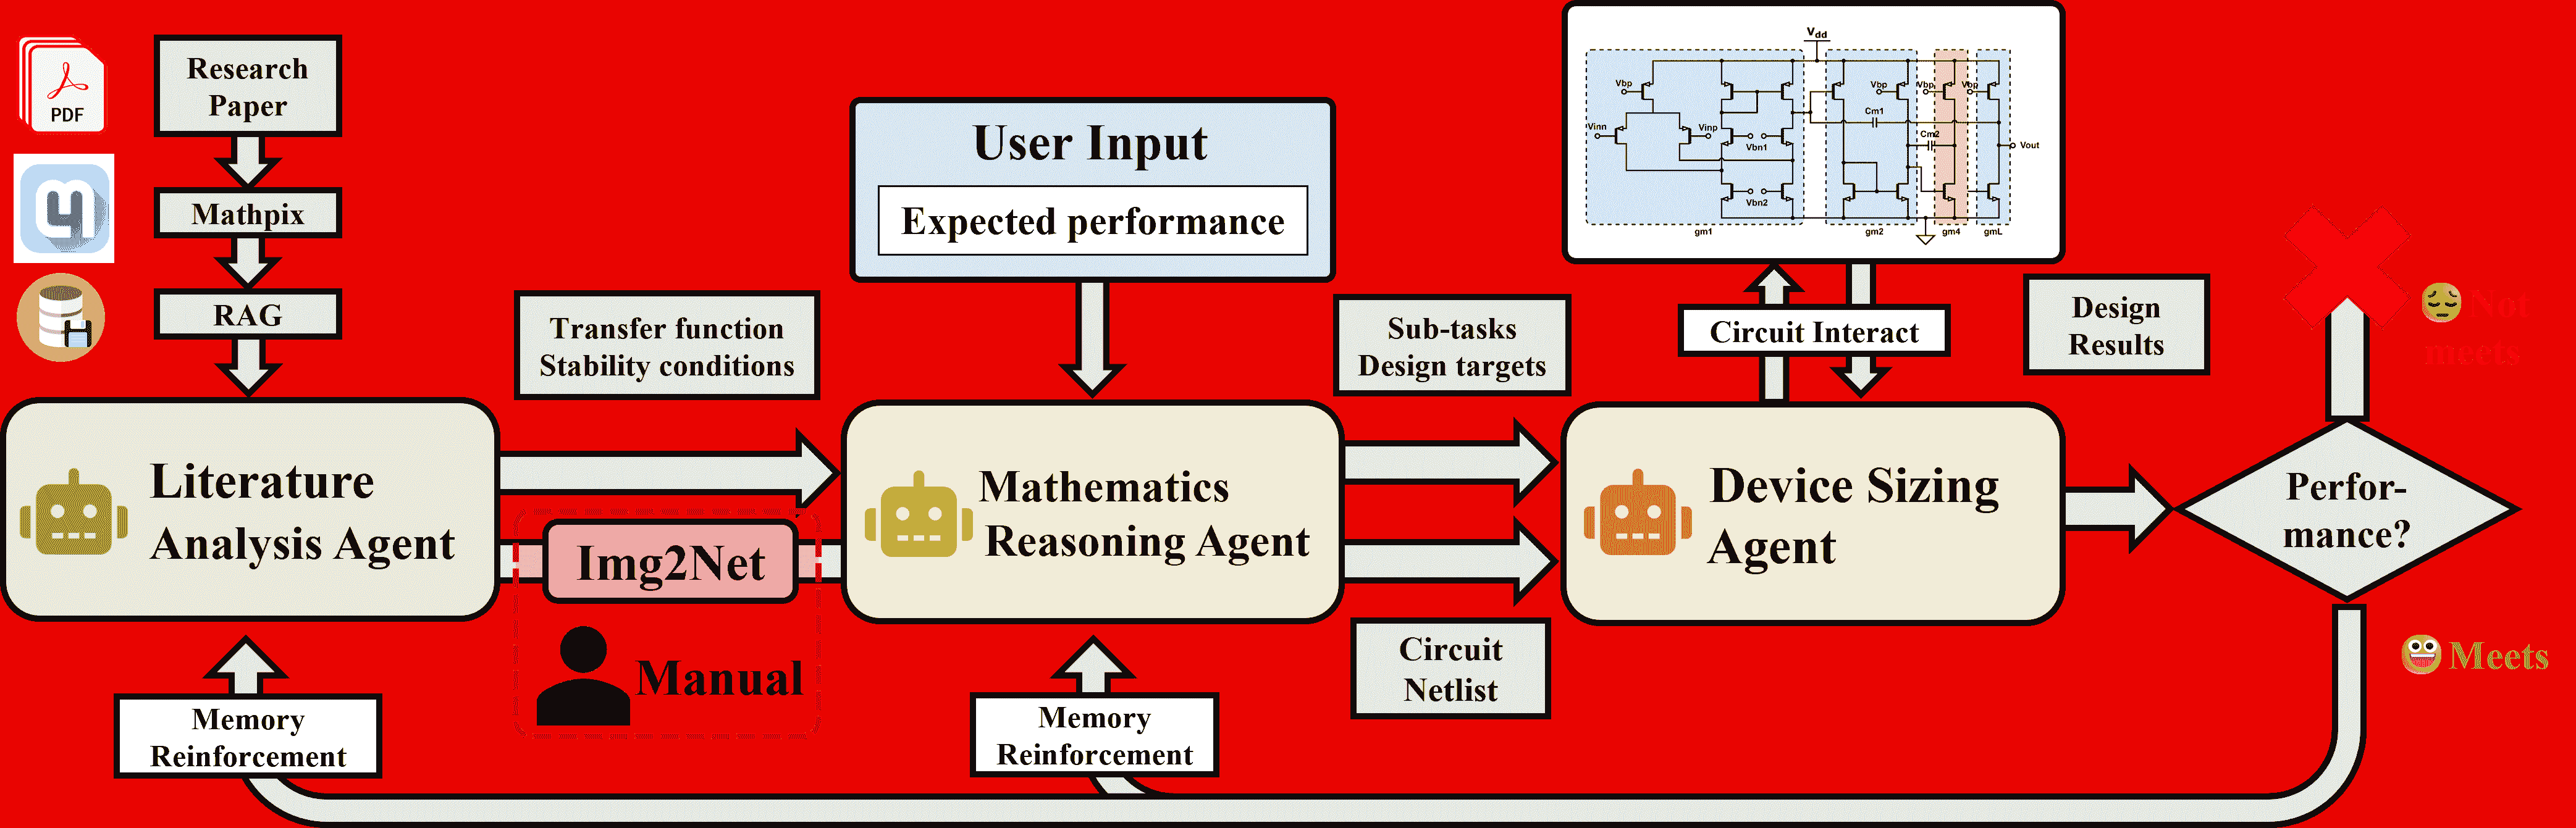 PDF
Research
Paper
Mathpix
RAG
Transfer function
Stability conditions
User Input
Expected performance
Sub-tasks
Design targets
Vdd
Vbp
Vbp
Vbp
Vbp
Vinn
Vinp
Vbn1
Vbn2
Cm1
Cm2
Vout
gm1
gm2
gm4
gmL
Circuit Interact
Design
Results
Not
meets
Literature
Analysis Agent
Img2Net
Manual
Mathematics
Reasoning Agent
Device Sizing
Agent
Perfor-
mance?
Circuit
Netlist
Meets
Memory
Reinforcement
Memory
Reinforcement